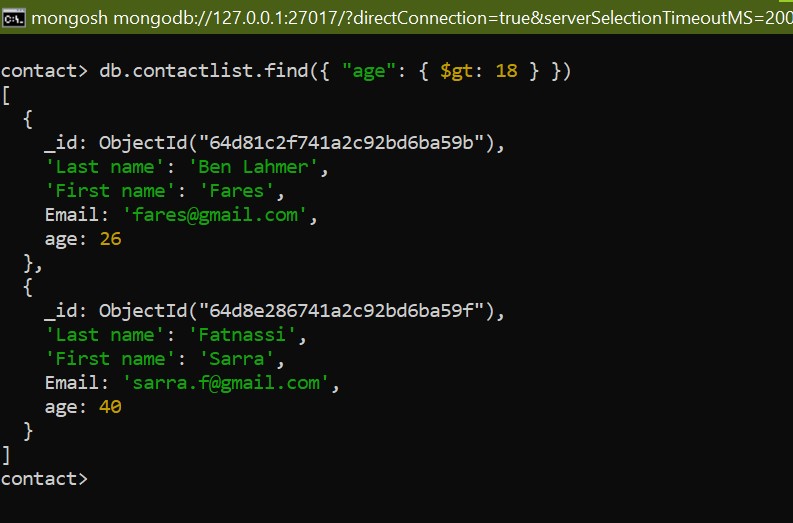 mongosh mongodb://127.0.0.1:27017/?directConnection=true&serverSelectionTimeoutMS=200
contact> db.contactlist.find({ "age": { $gt: 18 } })
[
  {
    _id: ObjectId("64d81c2f741a2c92bd6ba59b"),
    'Last name': 'Ben Lahmer',
    'First name': 'Fares',
    Email: 'fares@gmail.com',
    age: 26
  },
  {
    _id: ObjectId("64d8e286741a2c92bd6ba59f"),
    'Last name': 'Fatnassi',
    'First name': 'Sarra',
    Email: 'sarra.f@gmail.com',
    age: 40
  }
]
contact>